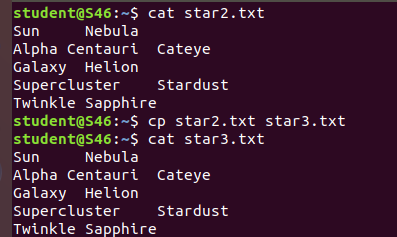 student@S46:~$ cat star2.txt
Sun     Nebula
Alpha Centauri  Cateye
Galaxy  Helion
Supercluster    Stardust
Twinkle Sapphire
student@S46:~$ cp star2.txt star3.txt
student@S46:~$ cat star3.txt
Sun     Nebula
Alpha Centauri  Cateye
Galaxy  Helion
Supercluster    Stardust
Twinkle Sapphire